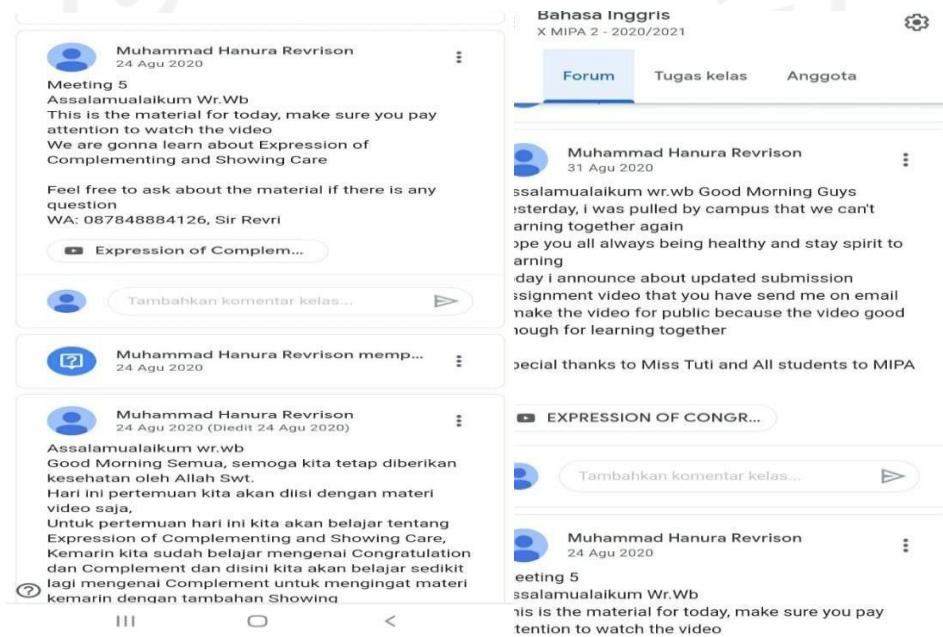 Muhammad Hanura Revrison
24 Agu 2020
Meeting 5
Assalamualaikum Wr.Wb
This is the material for today, make sure you pay
attention to watch the video
We are gonna learn about Expression of
Complementing and Showing Care
Feel free to ask about the material if there is any
question
WA: 087848884126, Sir Revri
Expression of Complem...
Tambahkan komentar kelas...
Muhammad Hanura Revrison memp...
24 Agu 2020
Muhammad Hanura Revrison
24 Agu 2020 (Diedit 24 Agu 2020)
Assalamualaikum wr.wb
Good Morning Semua, semoga kita tetap diberikan
kesehatan oleh Allah Swt.
Hari ini pertemuan kita akan diisi dengan materi
video saja,
Untuk pertemuan hari ini kita akan belajar tentang
Expression of Complementing and Showing Care,
Kemarin kita sudah belajar mengenai Congratulation
dan Complement dan disini kita akan belajar sedikit
lagi mengenai Complement untuk mengingat materi
kemarin dengan tambahan Showing
Bahasa Inggris
X MIPA 2 - 2020/2021
Forum Tugas kelas Anggota
Muhammad Hanura Revrison
31 Agu 2020
ssalamualaikum wr.wb Good Morning Guys
esterday, i was pulled by campus that we can't
arning together again
ope you all always being healthy and stay spirit to
arning
day i announce about updated submission
ssignment video that you have send me on email
make the video for public because the video good
nough for learning together
pecial thanks to Miss Tuti and All students to MIPA
EXPRESSION OF CONGR...
Tambahkan komentar kelas...
Muhammad Hanura Revrison
24 Agu 2020
eeting 5
ssalamualaikum Wr.Wb
his is the material for today, make sure you pay
tention to watch the video